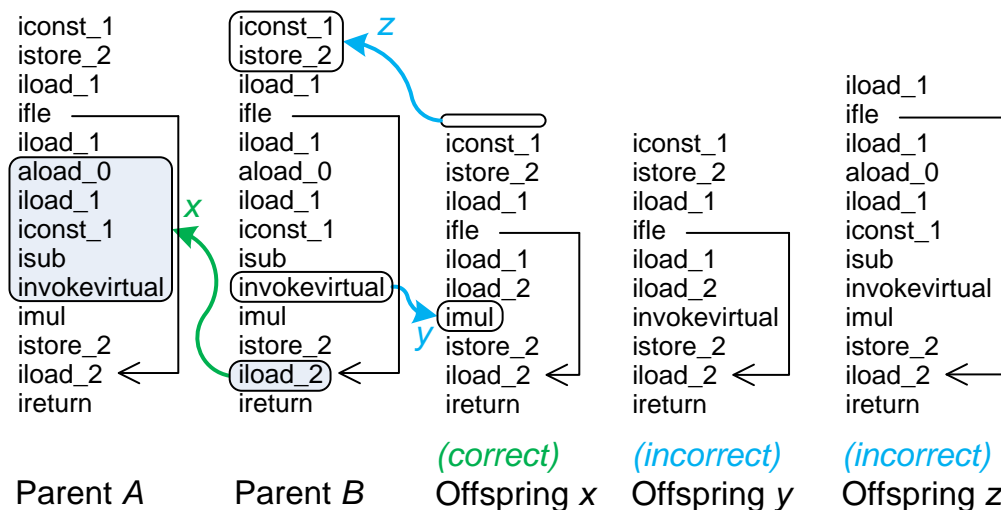 iconst_1
istore_2
iload_1
ifle
iload_1
aload_0
iload_1
iconst_1
isub
invokevirtual
imul
istore_2
iload_2
ireturn
Parent A
x
iconst_1
istore_2
iload_1
ifle
iload_1
aload_0
iload_1
iconst_1
isub
invokevirtual
imul
istore_2
iload_2
ireturn
Parent B
z
y
iconst_1
istore_2
iload_1
ifle
iload_1
iload_2
imul
istore_2
iload_2
ireturn
(correct)
Offspring x
iconst_1
istore_2
iload_1
ifle
iload_1
iload_2
invokevirtual
istore_2
iload_2
ireturn
(incorrect)
Offspring y
iload_1
ifle
iload_1
aload_0
iload_1
iconst_1
isub
invokevirtual
imul
istore_2
iload_2
ireturn
(incorrect)
Offspring z